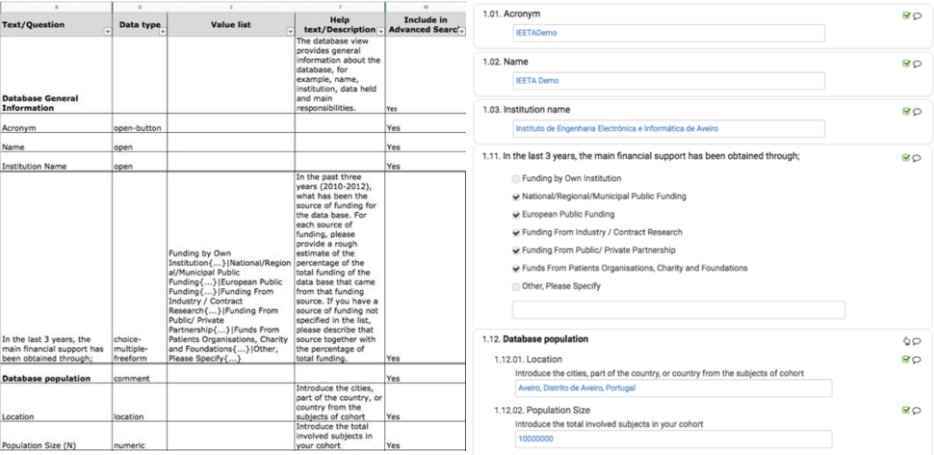 B D E F M
Text/Question Data type Value list Help text/Description Include in Advanced Searc
Database General
Information
The database view
provides general
information about the
database, for
example, name,
institution, data held
and main
responsibilities.
Yes
Acronym open-button Yes
Name open Yes
Institution Name open Yes
In the last 3 years, the
main financial support has
been obtained through;
choice-
multiple-
freeform
Funding by Own
Institution{...}|National/Region
al/Municipal Public
Funding{...}|European Public
Funding{...}|Funding From
Industry / Contract
Research{...}|Funding From
Public/ Private
Partnership{...}|Funds From
Patients Organisations, Charity
and Foundations{...}|Other,
Please Specify{...}
In the past three
years (2010-2012),
what has been the
source of funding for
the data base. For
each source of
funding, please
provide a rough
estimate of the
percentage of the
total funding of the
data base that came
from that funding
source. If you have a
source of funding not
specified in the list,
please describe that
source together with
the percentage of
total funding.
Yes
Database population comment Yes
Location location
Introduce the cities,
part of the country, or
country from the
subjects of cohort
Yes
Population Size (N) numeric
Introduce the total
involved subjects in
your cohort
Yes
1.01. Acronym
IEETADemo
1.02. Name
IEETA Demo
1.03. Institution name
Instituto de Engenharia Electrónica e Informática de Aveiro
1.11. In the last 3 years, the main financial support has been obtained through;
Funding by Own Institution
National/Regional/Municipal Public Funding
European Public Funding
Funding From Industry / Contract Research
Funding From Public/ Private Partnership
Funds From Patients Organisations, Charity and Foundations
Other, Please Specify
1.12. Database population
1.12.01. Location
Introduce the cities, part of the country, or country from the subjects of cohort
Aveiro, Distrito de Aveiro, Portugal
1.12.02. Population Size
Introduce the total involved subjects in your cohort
10000000